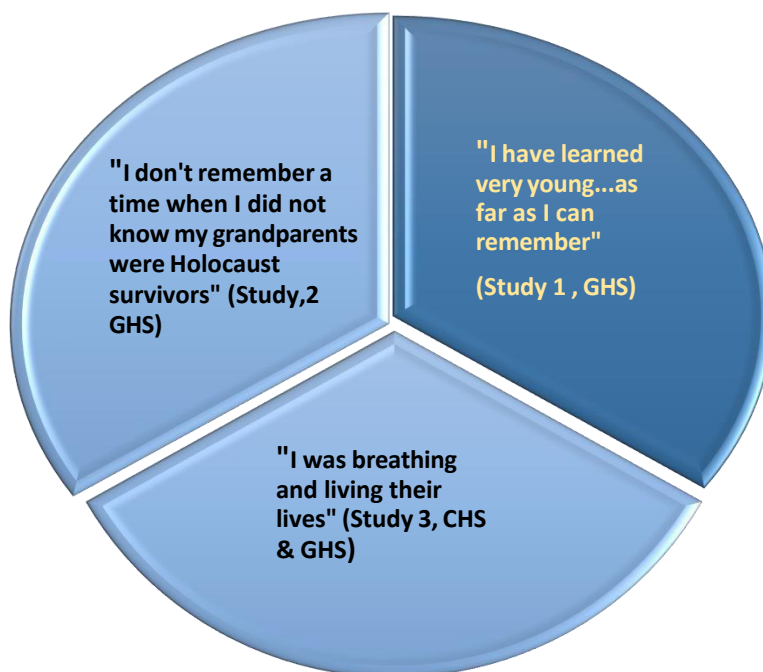 "I don't remember a
time when I did not
know my grandparents
were Holocaust
survivors" (Study,2
GHS)
"I have learned
very young...as
far as I can
remember"
(Study 1 , GHS)
"I was breathing
and living their
lives" (Study 3, CHS
& GHS)